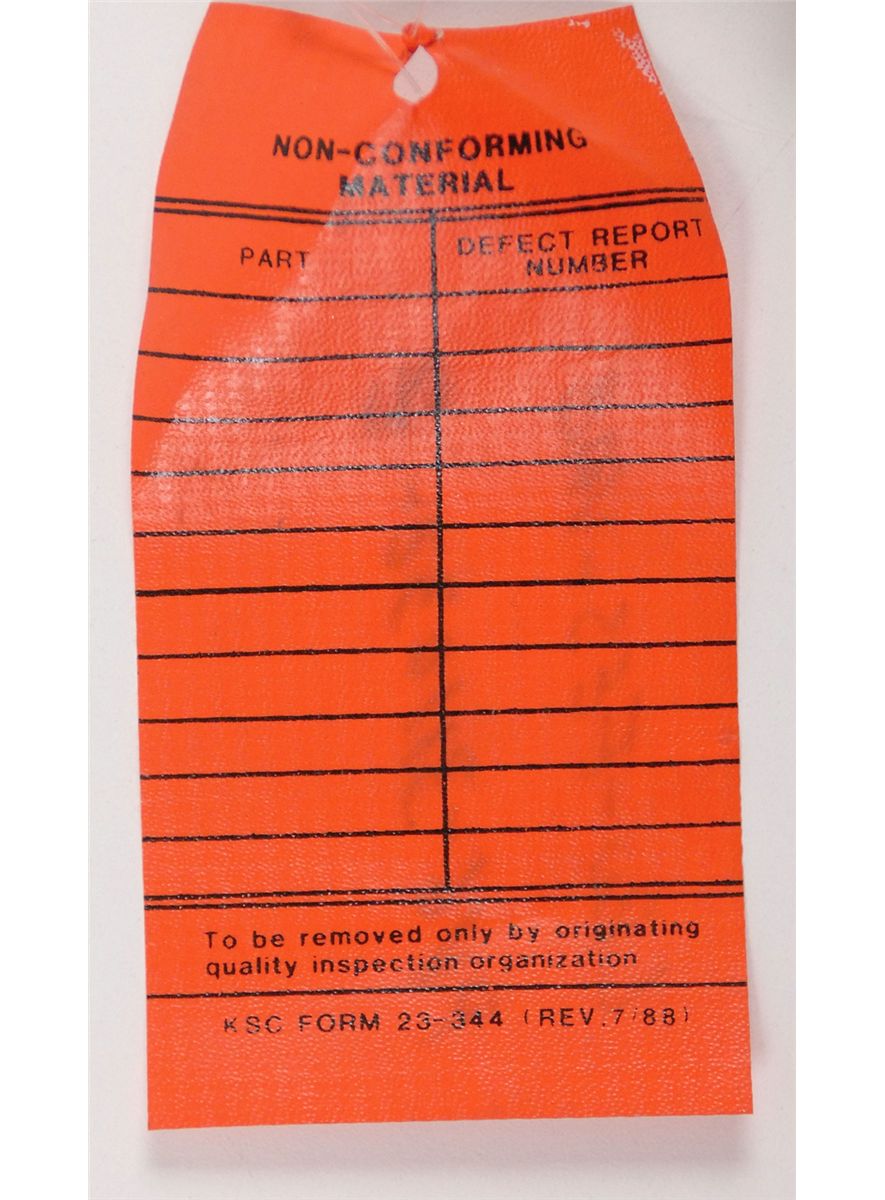 NON-CONFORMING
MATERIAL
PART
DEFECT REPORT
NUMBER
To be removed only by originating
quality inspection organization
KSC FORM 23-344 (REV.7/88)